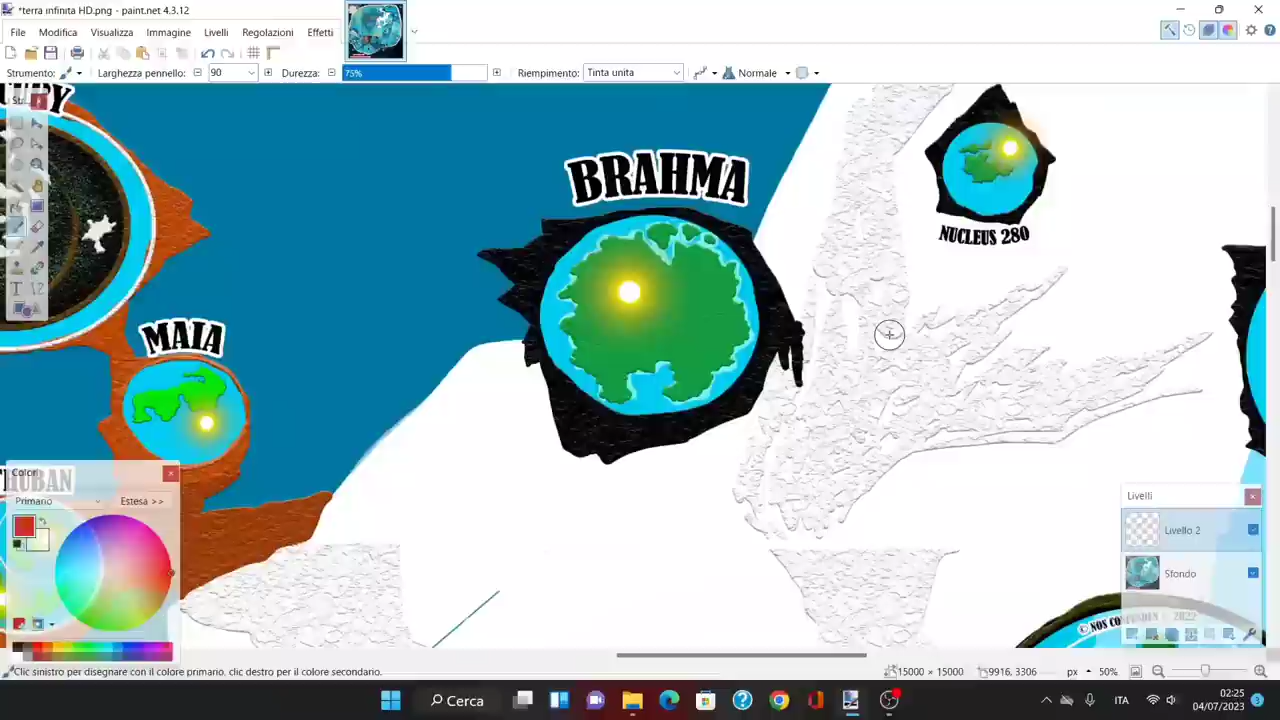 *terra infinita HD.png - paint.net 4.3.12
File Modifica Visualizza Immagine Livelli Regolazioni Effetti
Strumento: Larghezza pennello: 90 Durezza: 75% Riempimento: Tinta unita Normale
BRAHMA
NUCLEUS 280
MAIA
Colori
THUBAN
Primario Estesa >>
Livelli
Livello 2
Sfondo
Clic sinistro per disegnare con il colore primario, clic destro per il colore secondario.
15000 × 15000 9916, 3306 px 50%
Cerca
ITA
02:25
04/07/2023